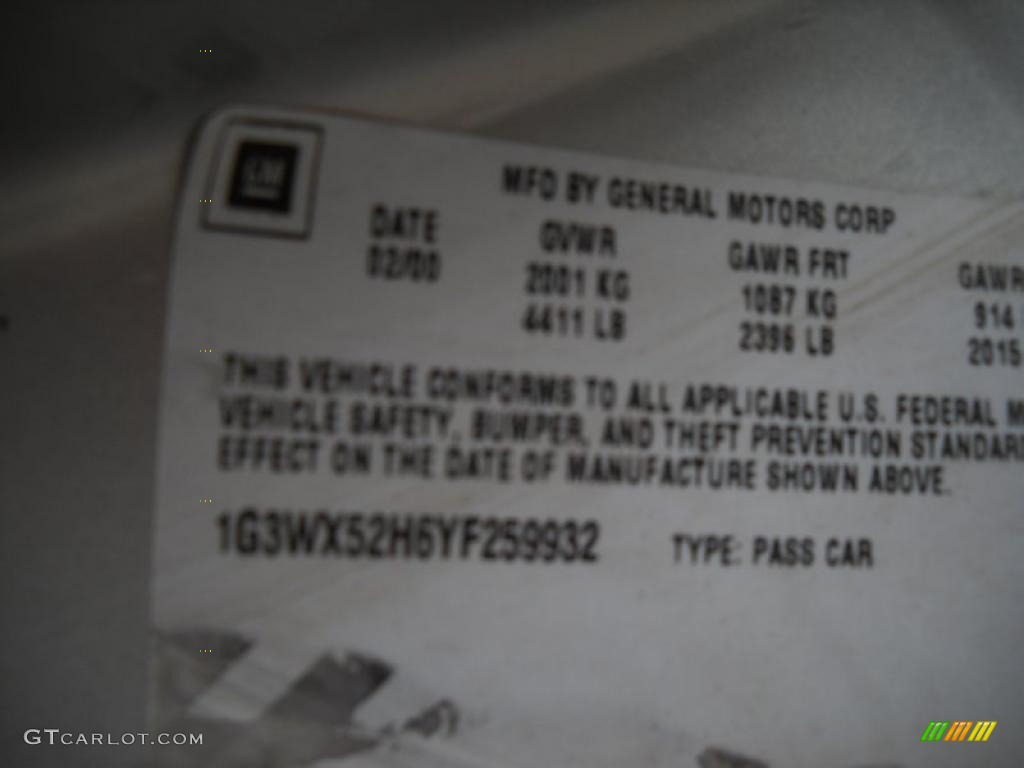 GM
MFD BY GENERAL MOTORS CORP
DATE GVWR GAWR FRT GAWR
02/00 2001 KG 1087 KG 914
4411 LB 2396 LB 2015
THIS VEHICLE CONFORMS TO ALL APPLICABLE U.S. FEDERAL M
VEHICLE SAFETY, BUMPER, AND THEFT PREVENTION STANDARD
EFFECT ON THE DATE OF MANUFACTURE SHOWN ABOVE.
1G3WX52H6YF259932 TYPE: PASS CAR
GTCARLOT.COM